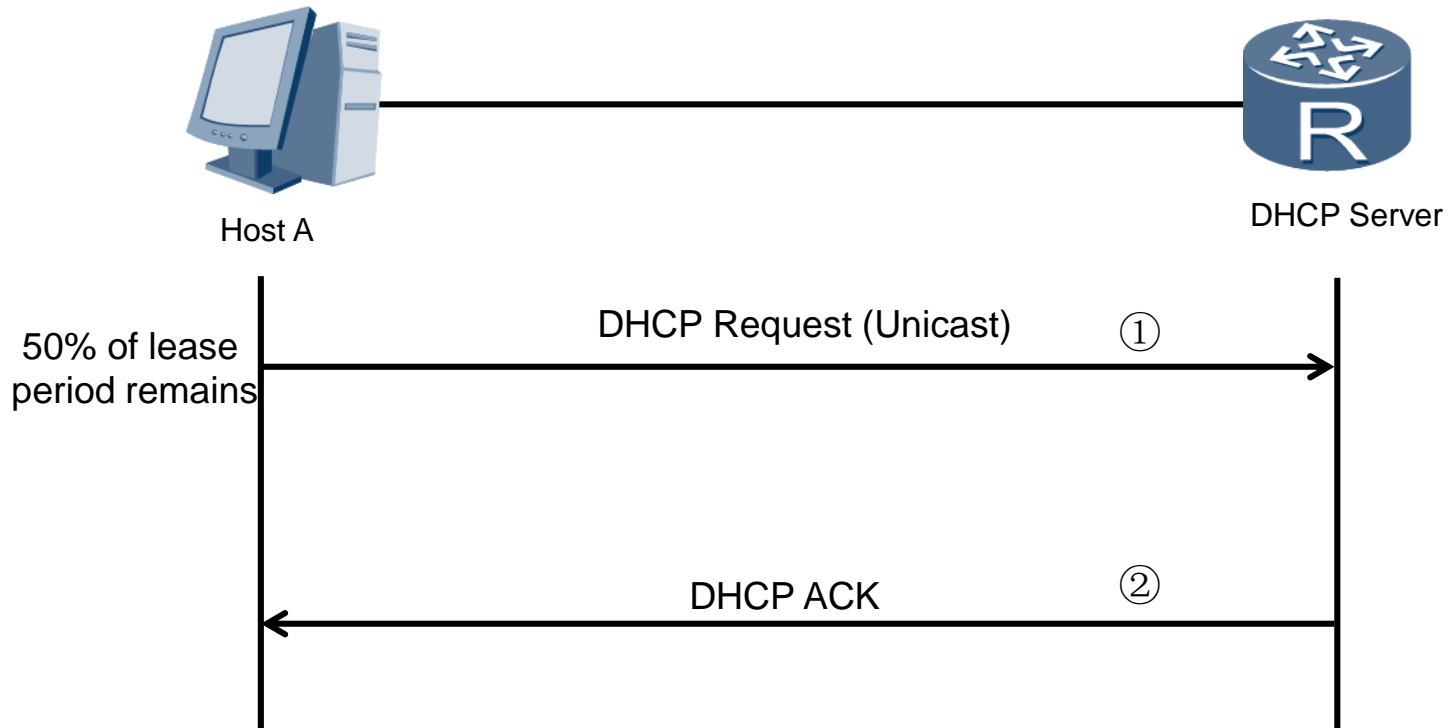 R
Host A
DHCP Server
DHCP Request (Unicast)
①
50% of lease
period remains
DHCP ACK
②